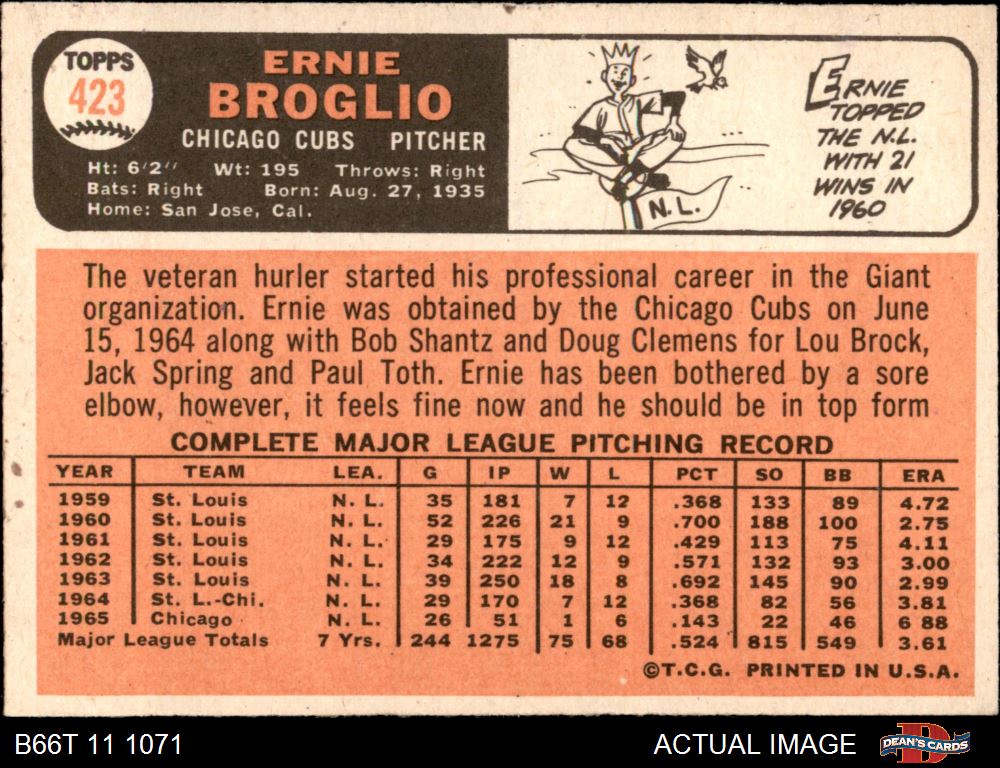 TOPPS
423
ERNIE
BROGLIO
CHICAGO CUBS PITCHER
Ht: 6'2" Wt: 195 Throws: Right
Bats: Right Born: Aug. 27, 1935
Home: San Jose, Cal.
N.L.
ERNIE
TOPPED
THE N.L.
WITH 21
WINS IN
1960
The veteran hurler started his professional career in the Giant
organization. Ernie was obtained by the Chicago Cubs on June
15, 1964 along with Bob Shantz and Doug Clemens for Lou Brock,
Jack Spring and Paul Toth. Ernie has been bothered by a sore
elbow, however, it feels fine now and he should be in top form
COMPLETE MAJOR LEAGUE PITCHING RECORD
YEAR TEAM LEA. G IP W L PCT SO BB ERA
1959 St. Louis N. L. 35 181 7 12 .368 133 89 4.72
1960 St. Louis N. L. 52 226 21 9 .700 188 100 2.75
1961 St. Louis N. L. 29 175 9 12 .429 113 75 4.11
1962 St. Louis N. L. 34 222 12 9 .571 132 93 3.00
1963 St. Louis N. L. 39 250 18 8 .692 145 90 2.99
1964 St. L.-Chi. N. L. 29 170 7 12 .368 82 56 3.81
1965 Chicago N. L. 26 51 1 6 .143 22 46 6 88
Major League Totals 7 Yrs. 244 1275 75 68 .524 815 549 3.61
©T.C.G. PRINTED IN U.S.A.
B66T 11 1071 ACTUAL IMAGE DEAN'S CARDS